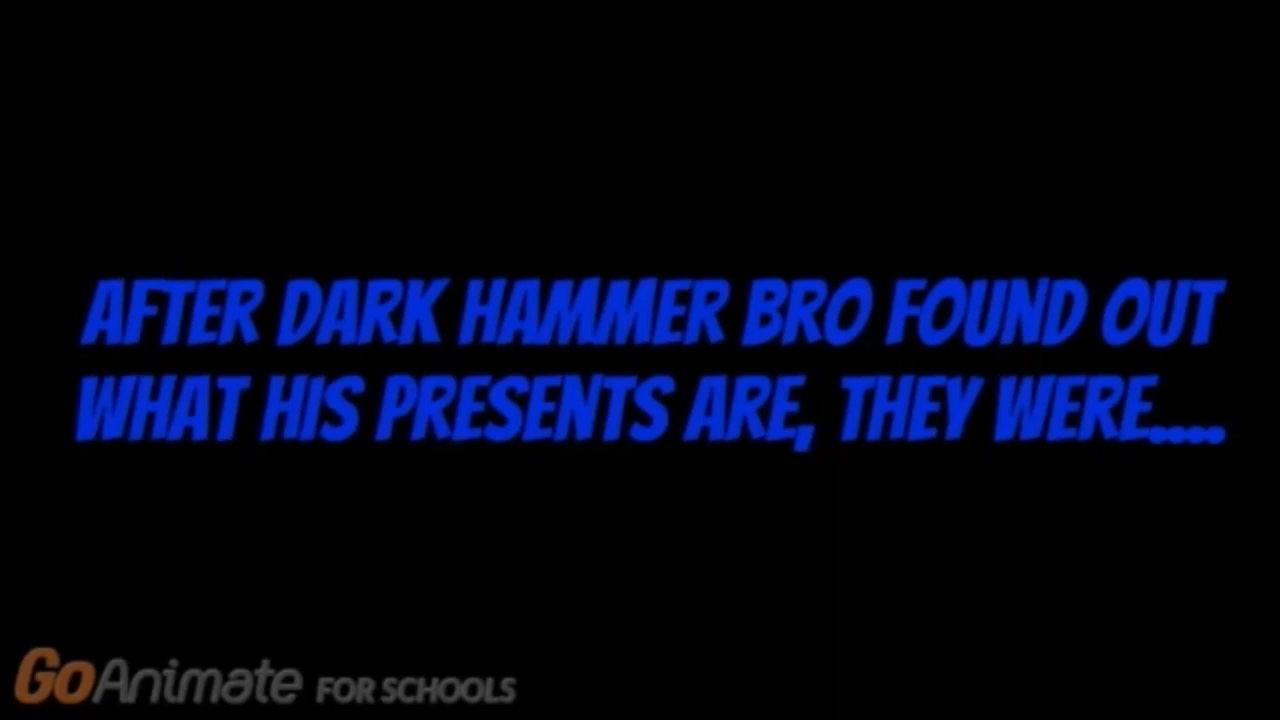 AFTER DARK HAMMER BRO FOUND OUT
WHAT HIS PRESENTS ARE, THEY WERE....
GoAnimate FOR SCHOOLS